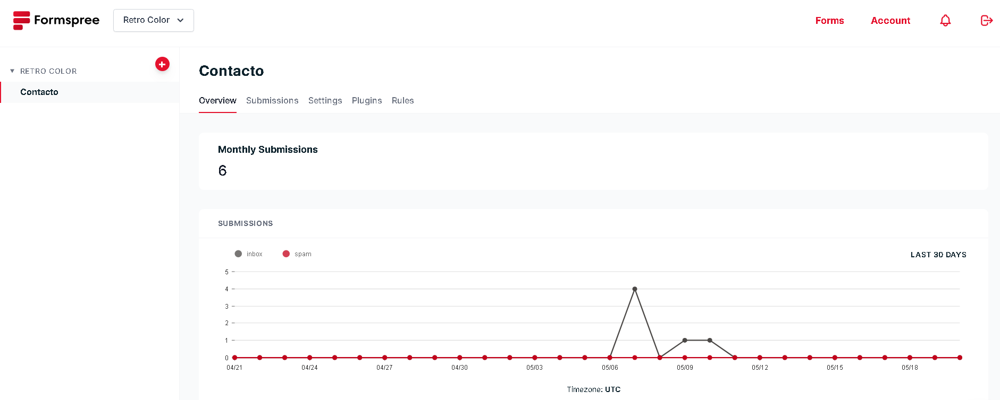 Formspree
Retro Color
Forms
Account
RETRO COLOR
Contacto
Contacto
Overview
Submissions
Settings
Plugins
Rules
Monthly Submissions
6
SUBMISSIONS
inbox
spam
LAST 30 DAYS
5
4
3
2
1
0
04/21
04/24
04/27
04/30
05/03
05/06
05/09
05/12
05/15
05/18
Timezone: UTC